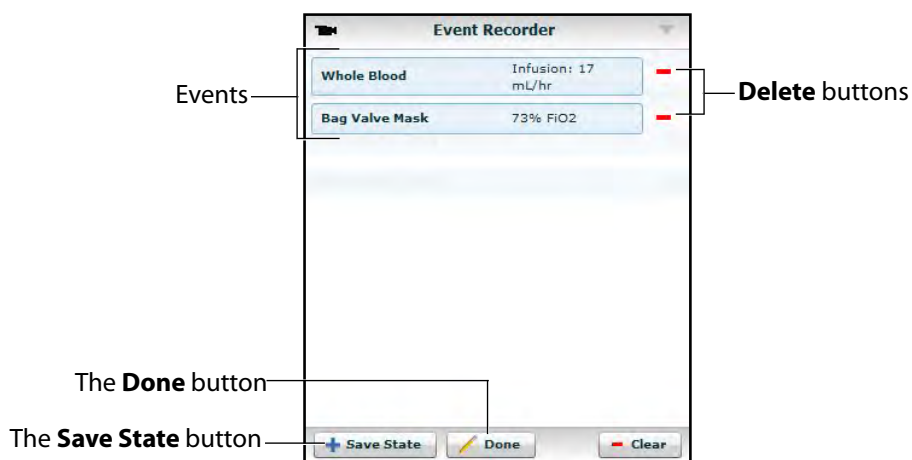 Event Recorder
Whole Blood
Infusion: 17
mL/hr
Events
Delete buttons
Bag Valve Mask
73% FiO2
The Done button
The Save State button
Save State
Done
Clear